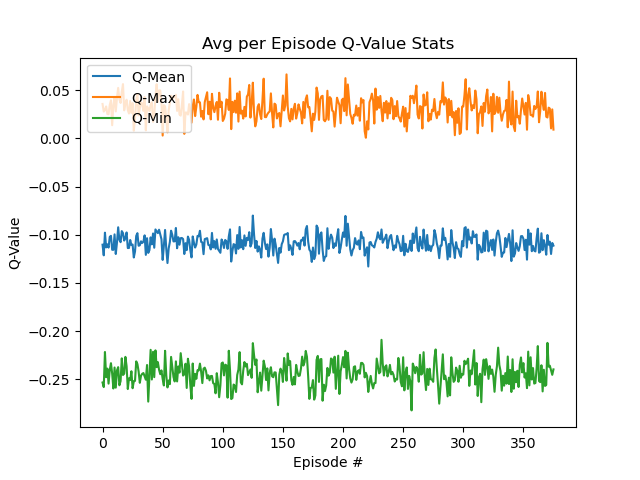 Avg per Episode Q-Value Stats
Q-Mean
Q-Max
Q-Min
0.05
0.00
−0.05
−0.10
−0.15
−0.20
−0.25
Q-Value
0 50 100 150 200 250 300 350
Episode #